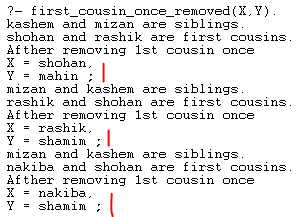 ?- first_cousin_once_removed(X,Y).
kashem and mizan are siblings.
shohan and rashik are first cousins.
Afther removing 1st cousin once
X = shohan,
Y = mahin ;
mizan and kashem are siblings.
rashik and shohan are first cousins.
Afther removing 1st cousin once
X = rashik,
Y = shamim ;
mizan and kashem are siblings.
nakiba and shohan are first cousins.
Afther removing 1st cousin once
X = nakiba,
Y = shamim ;